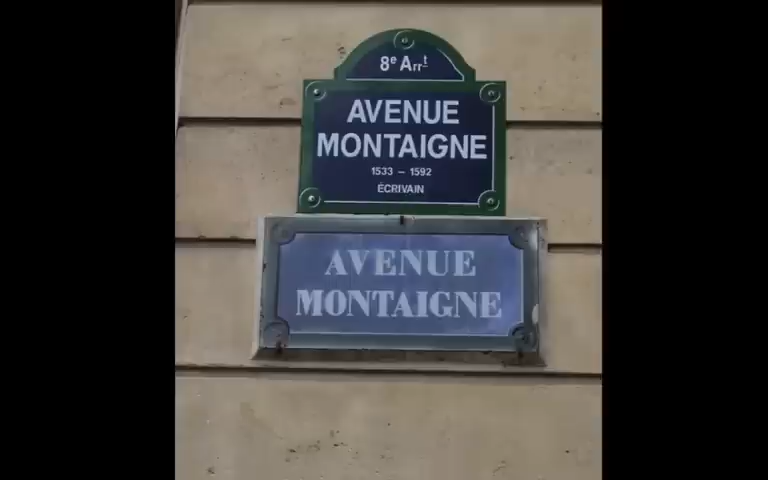 8e Arrt
AVENUE
MONTAIGNE
1533 – 1592
ÉCRIVAIN
AVENUE
MONTAIGNE